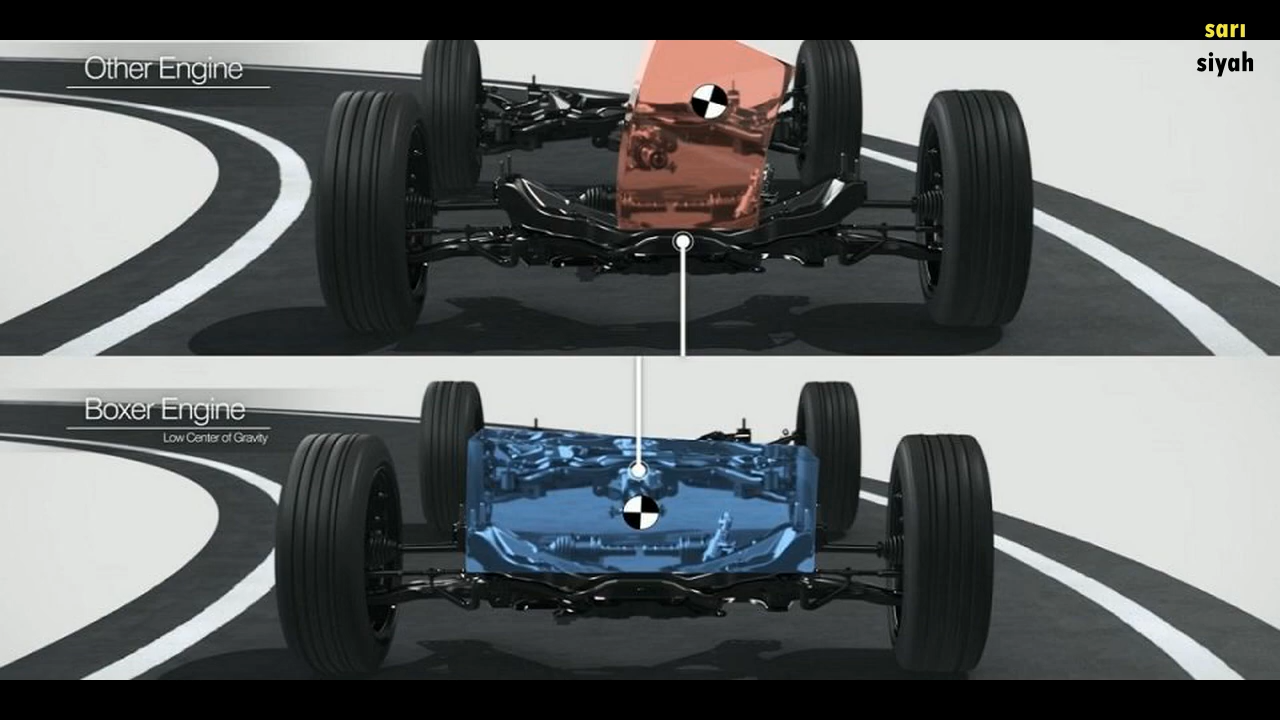 sarı
siyah
Other Engine
Boxer Engine
Low Center of Gravity